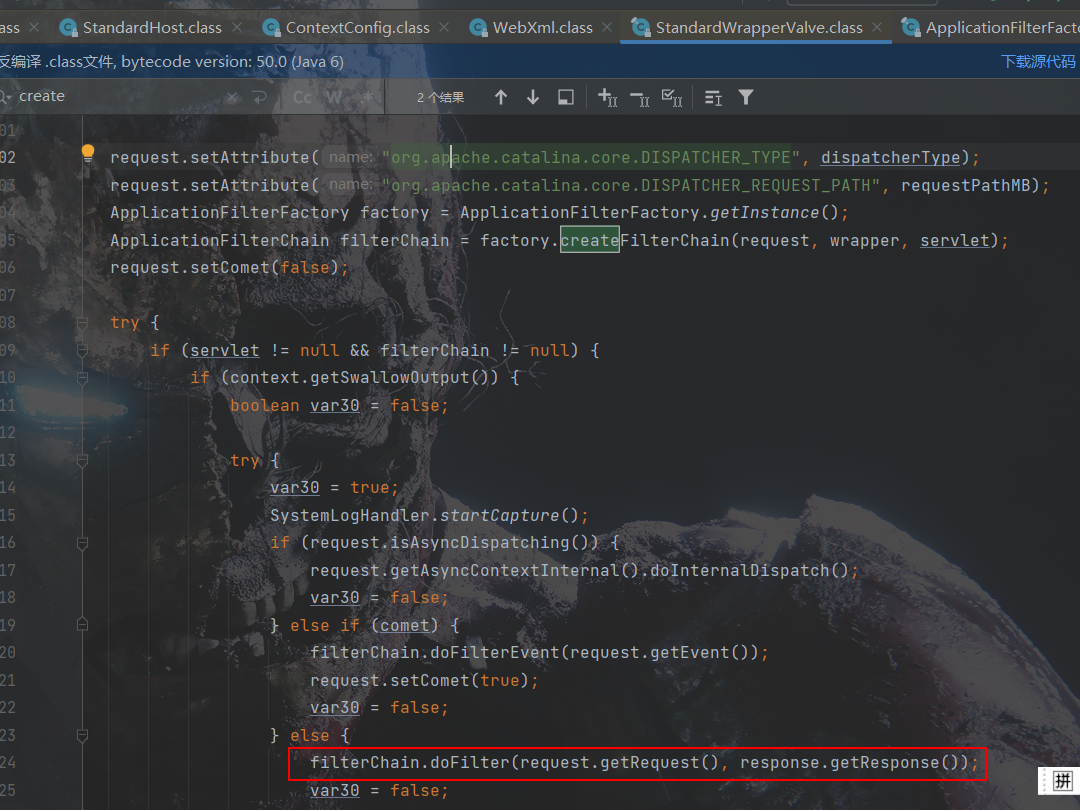 ass StandardHost.class ContextConfig.class WebXml.class StandardWrapperValve.class ApplicationFilterFacto
反编译 .class文件, bytecode version: 50.0 (Java 6) 下载源代码
create Cc W 2 个结果
01
02 request.setAttribute( name: "org.apache.catalina.core.DISPATCHER_TYPE", dispatcherType);
03 request.setAttribute( name: "org.apache.catalina.core.DISPATCHER_REQUEST_PATH", requestPathMB);
04 ApplicationFilterFactory factory = ApplicationFilterFactory.getInstance();
05 ApplicationFilterChain filterChain = factory.createFilterChain(request, wrapper, servlet);
06 request.setComet(false);
07
08 try {
09 if (servlet != null && filterChain != null) {
10 if (context.getSwallowOutput()) {
11 boolean var30 = false;
12
13 try {
14 var30 = true;
15 SystemLogHandler.startCapture();
16 if (request.isAsyncDispatching()) {
17 request.getAsyncContextInternal().doInternalDispatch();
18 var30 = false;
19 } else if (comet) {
20 filterChain.doFilterEvent(request.getEvent());
21 request.setComet(true);
22 var30 = false;
23 } else {
24 filterChain.doFilter(request.getRequest(), response.getResponse());
25 var30 = false;
拼